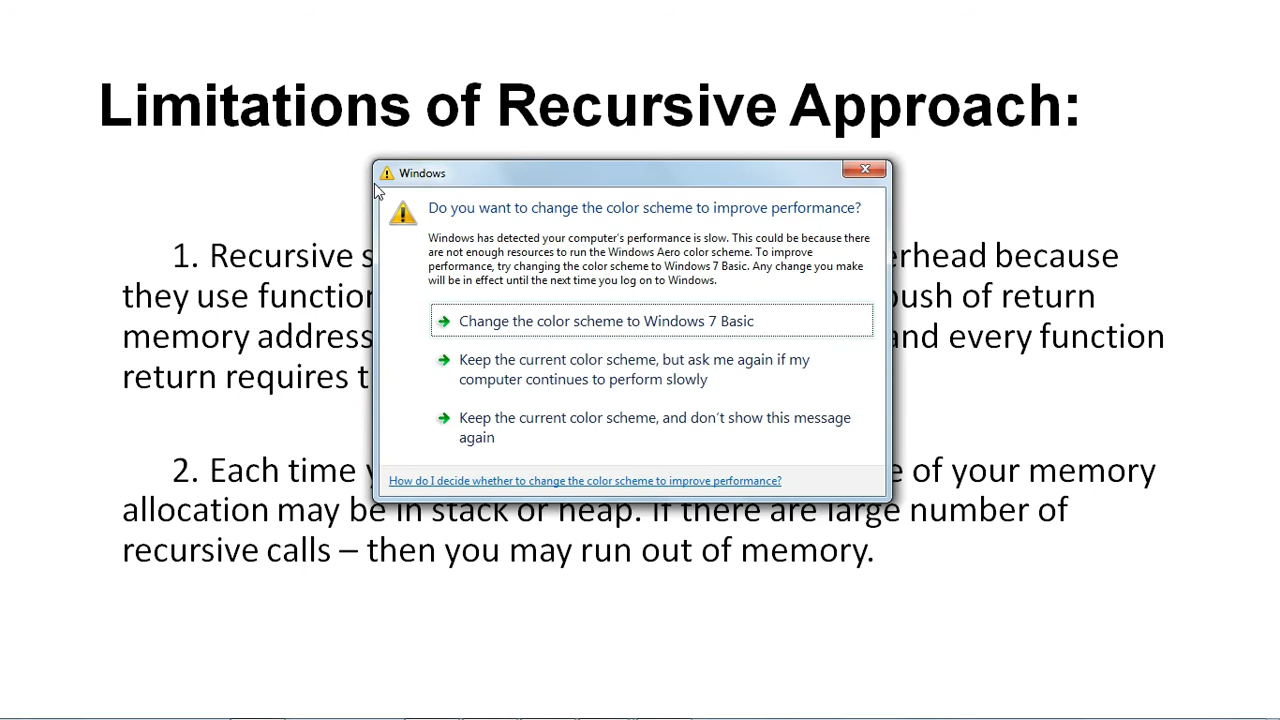 Limitations of Recursive Approach:
Windows
Do you want to change the color scheme to improve performance?
Windows has detected your computer's performance is slow. This could be because there
are not enough resources to run the Windows Aero color scheme. To improve
performance, try changing the color scheme to Windows 7 Basic. Any change you make
will be in effect until the next time you log on to Windows.
Change the color scheme to Windows 7 Basic
Keep the current color scheme, but ask me again if my
computer continues to perform slowly
Keep the current color scheme, and don't show this message
again
How do I decide whether to change the color scheme to improve performance?
1. Recursive because
they use of return
memory and every function
return requires
2. Each time of your memory
allocation may be in stack or heap. If there are large number of
recursive calls – then you may run out of memory.